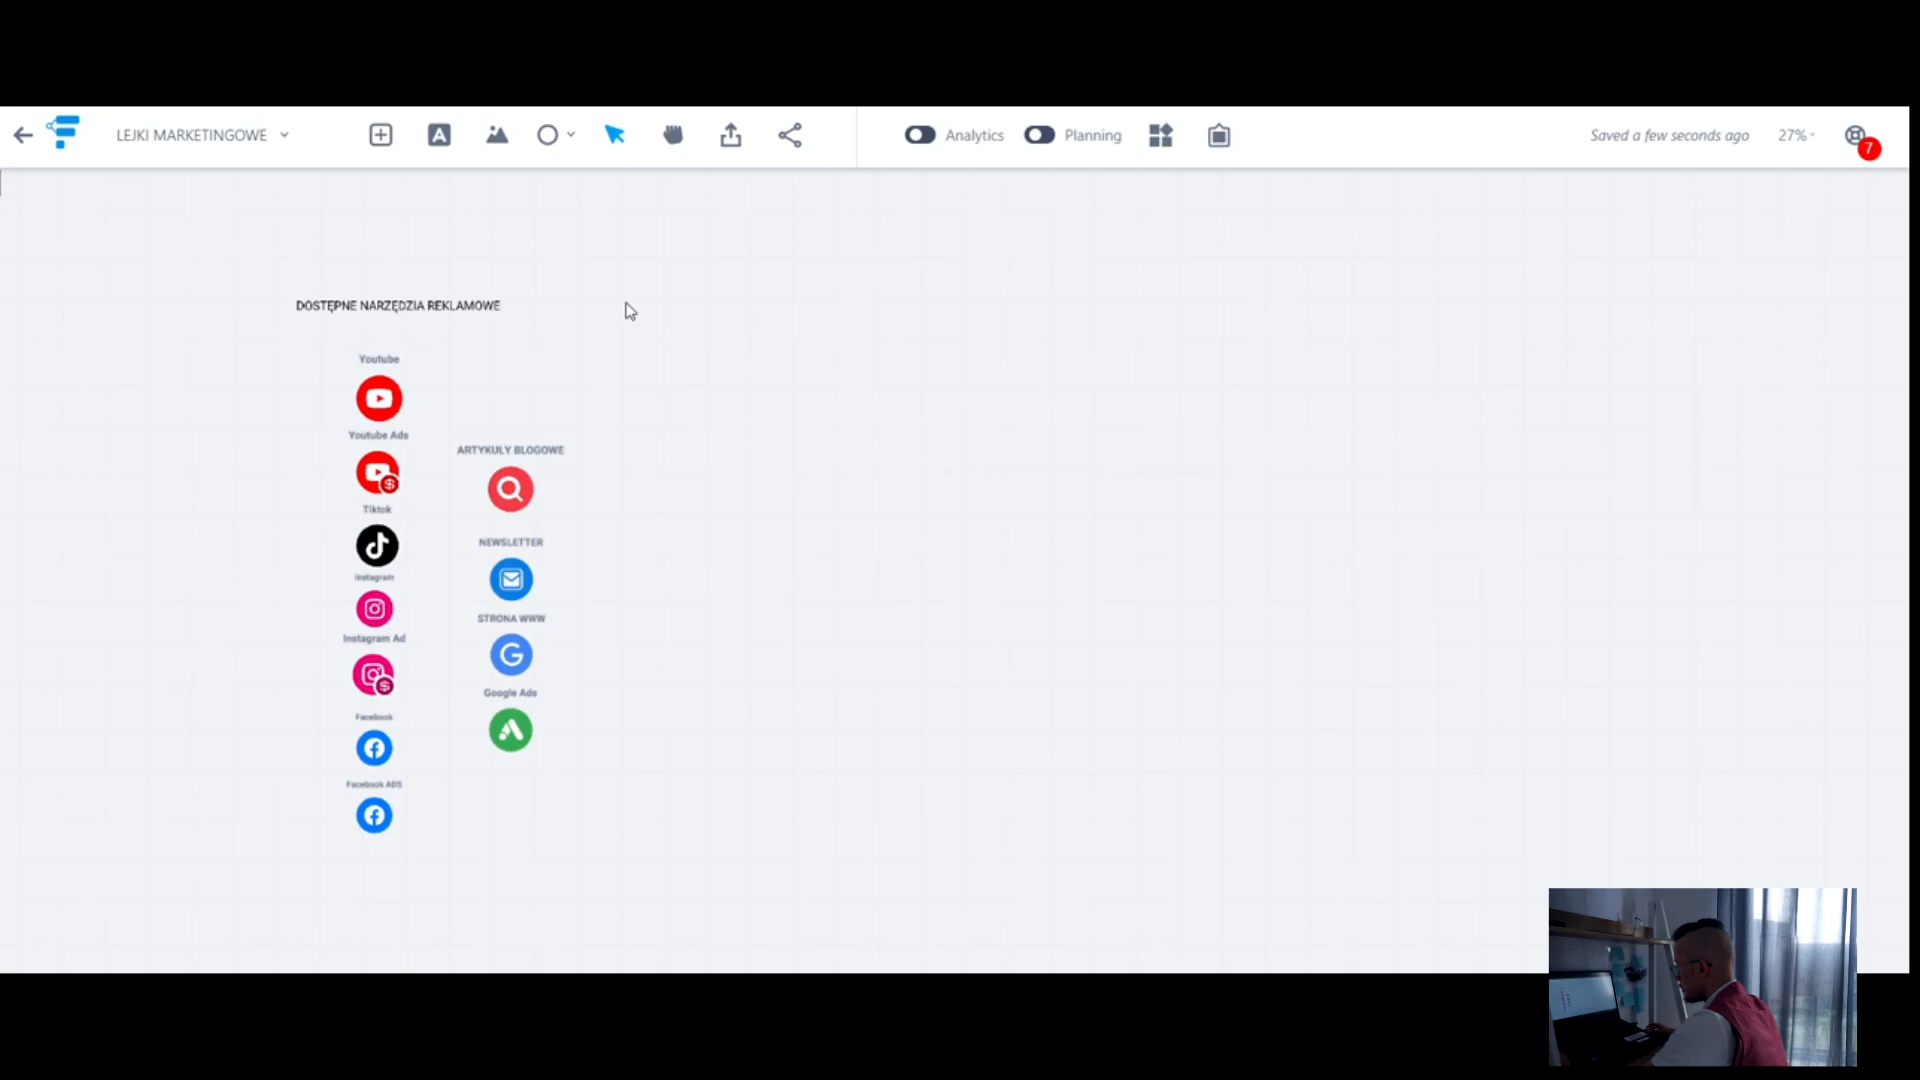 LEJKI MARKETINGOWE
Analytics
Planning
Saved a few seconds ago
27%
7
DOSTĘPNE NARZĘDZIA REKLAMOWE
Youtube
Youtube Ads
Tiktok
Instagram
Instagram Ad
Facebook
Facebook ADS
ARTYKUŁY BLOGOWE
NEWSLETTER
STRONA WWW
Google Ads